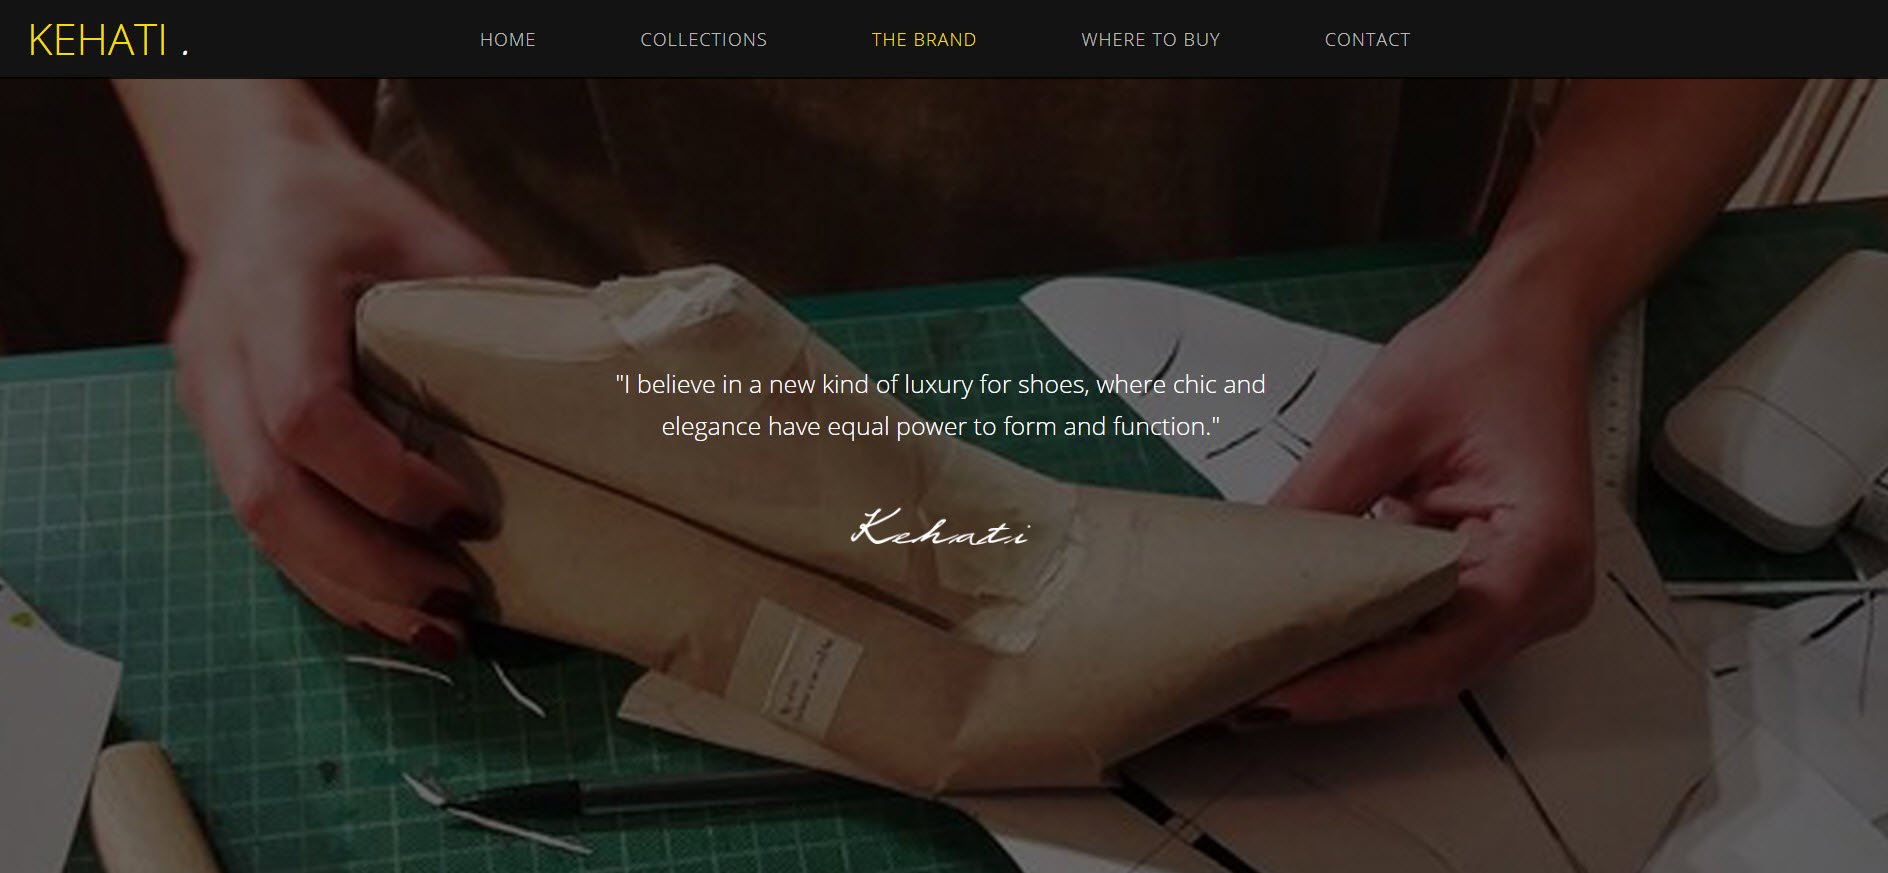 KEHATI .
HOME COLLECTIONS THE BRAND WHERE TO BUY CONTACT
"I believe in a new kind of luxury for shoes, where chic and
elegance have equal power to form and function."
Kehati